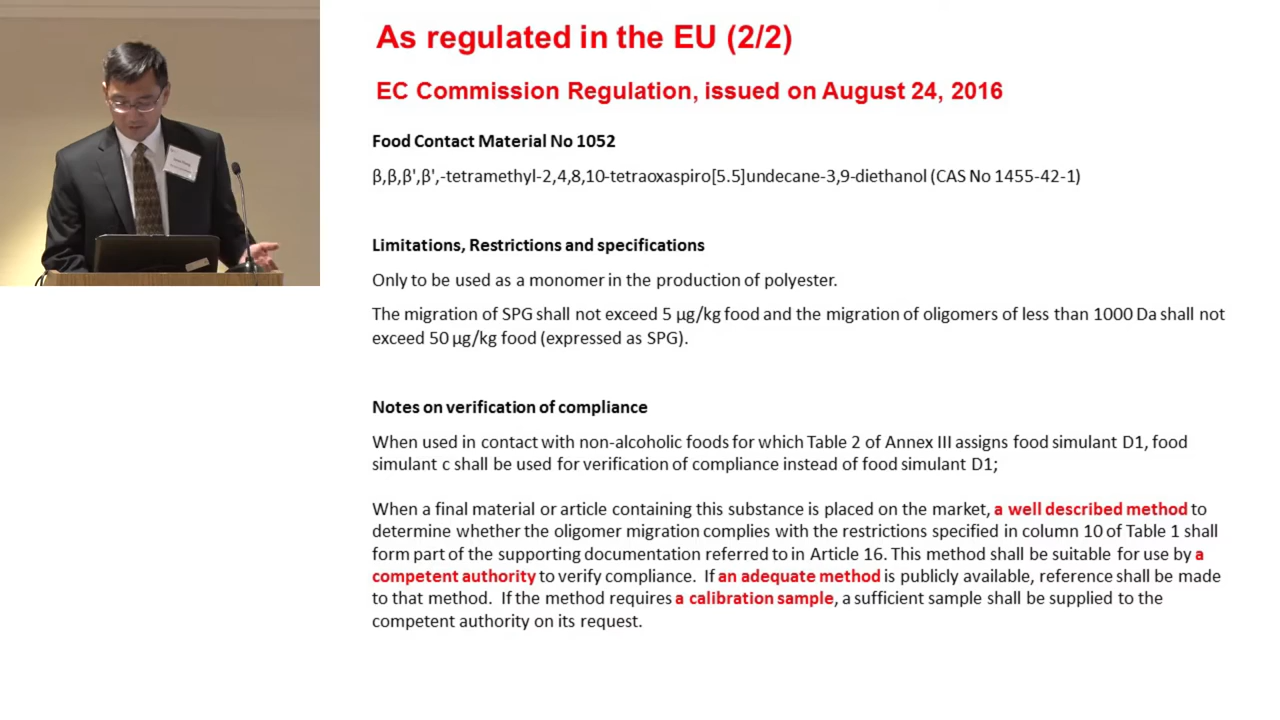 As regulated in the EU (2/2)
EC Commission Regulation, issued on August 24, 2016
Food Contact Material No 1052
β,β,β',β',-tetramethyl-2,4,8,10-tetraoxaspiro[5.5]undecane-3,9-diethanol (CAS No 1455-42-1)
Limitations, Restrictions and specifications
Only to be used as a monomer in the production of polyester.
The migration of SPG shall not exceed 5 µg/kg food and the migration of oligomers of less than 1000 Da shall not
exceed 50 µg/kg food (expressed as SPG).
Notes on verification of compliance
When used in contact with non-alcoholic foods for which Table 2 of Annex III assigns food simulant D1, food
simulant c shall be used for verification of compliance instead of food simulant D1;
When a final material or article containing this substance is placed on the market, a well described method to
determine whether the oligomer migration complies with the restrictions specified in column 10 of Table 1 shall
form part of the supporting documentation referred to in Article 16. This method shall be suitable for use by a
competent authority to verify compliance. If an adequate method is publicly available, reference shall be made
to that method. If the method requires a calibration sample, a sufficient sample shall be supplied to the
competent authority on its request.